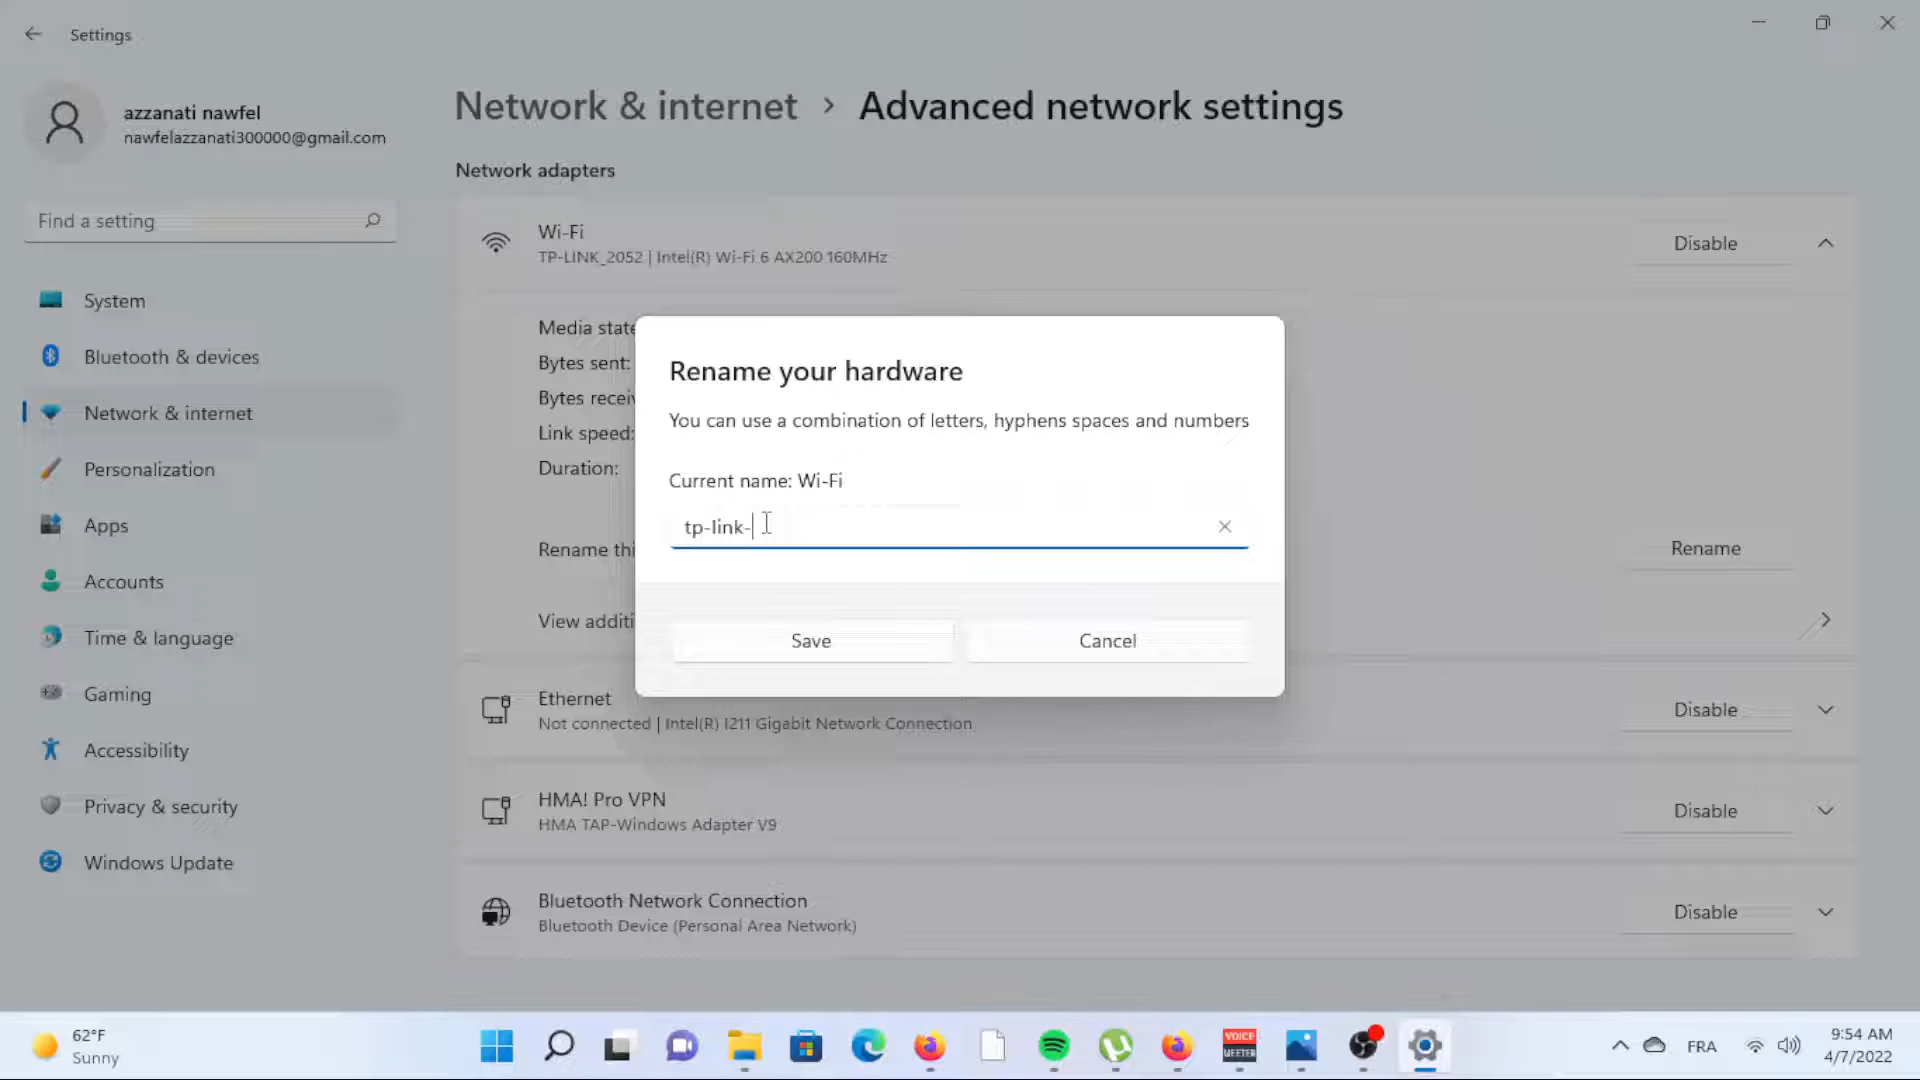 Settings
azzanati nawfel
nawfelazzanati300000@gmail.com
Find a setting
System
Bluetooth & devices
Network & internet
Personalization
Apps
Accounts
Time & language
Gaming
Accessibility
Privacy & security
Windows Update
Network & internet > Advanced network settings
Network adapters
Wi-Fi
TP-LINK_2052 | Intel(R) Wi-Fi 6 AX200 160MHz
Disable
Media state
Bytes sent:
Bytes recei
Link speed:
Duration:
Rename thi
Rename
View additi
Rename your hardware
You can use a combination of letters, hyphens spaces and numbers
Current name: Wi-Fi
tp-link-
Save
Cancel
Ethernet
Not connected | Intel(R) I211 Gigabit Network Connection
Disable
HMA! Pro VPN
HMA TAP-Windows Adapter V9
Disable
Bluetooth Network Connection
Bluetooth Device (Personal Area Network)
Disable
62°F
Sunny
VOICE
MEETER
FRA
9:54 AM
4/7/2022